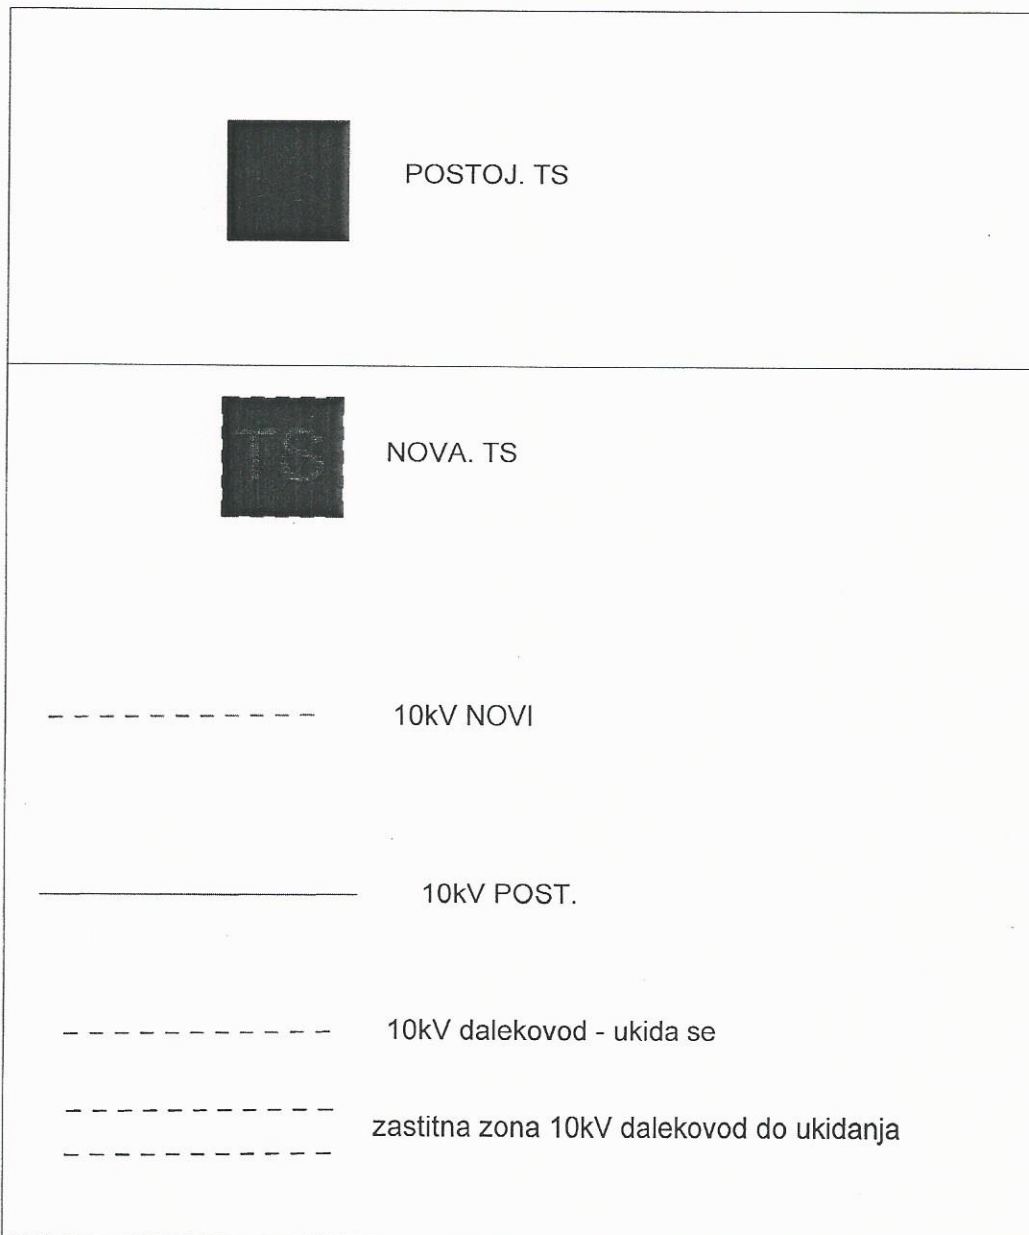 POSTOJ. TS
TS
NOVA. TS
10kV NOVI
10kV POST.
10kV dalekovod - ukida se
zastitna zona 10kV dalekovod do ukidanja